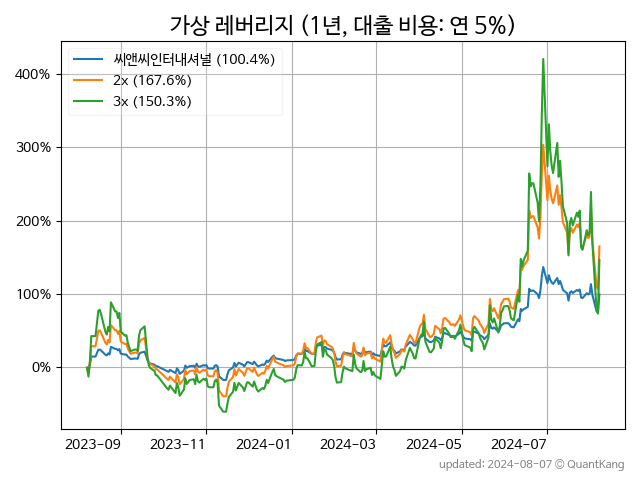 가상 레버리지 (1년, 대출 비용: 연 5%)
씨앤씨인터내셔널 (100.4%)
2x (167.6%)
3x (150.3%)
400%
300%
200%
100%
0%
2023-09 2023-11 2024-01 2024-03 2024-05 2024-07
updated: 2024-08-07 © QuantKang